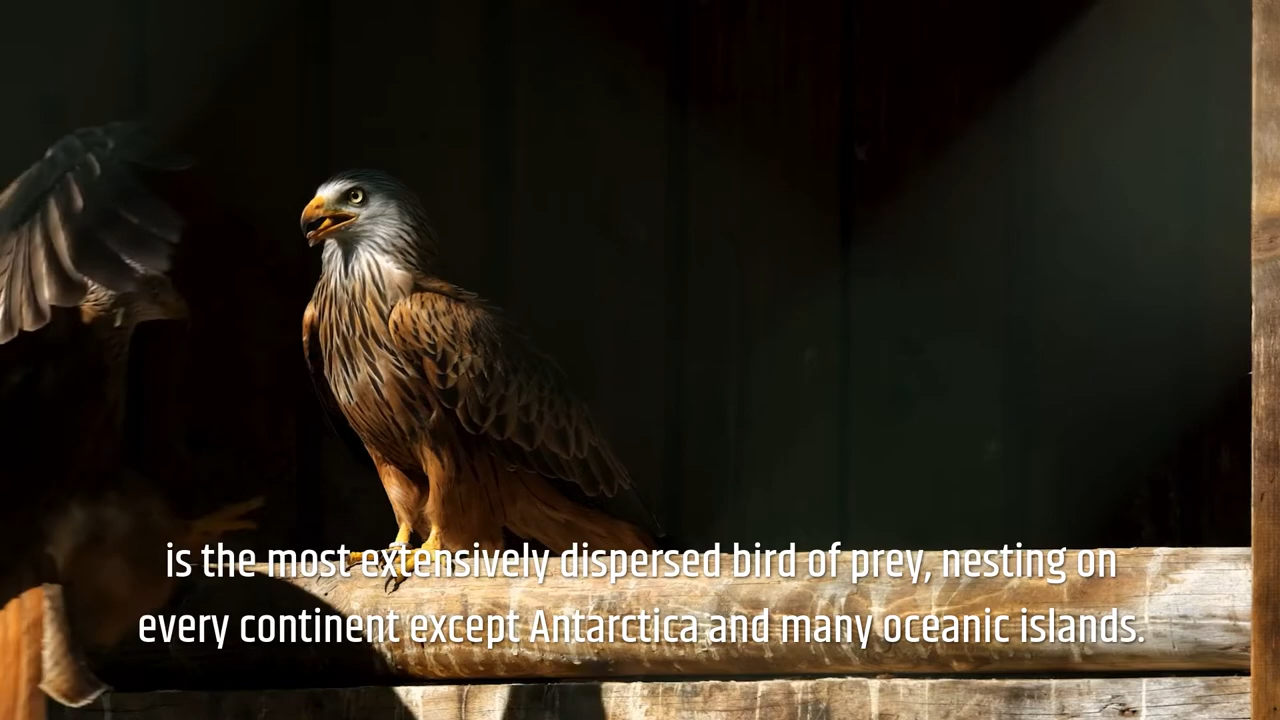 is the most extensively dispersed bird of prey, nesting on
every continent except Antarctica and many oceanic islands.